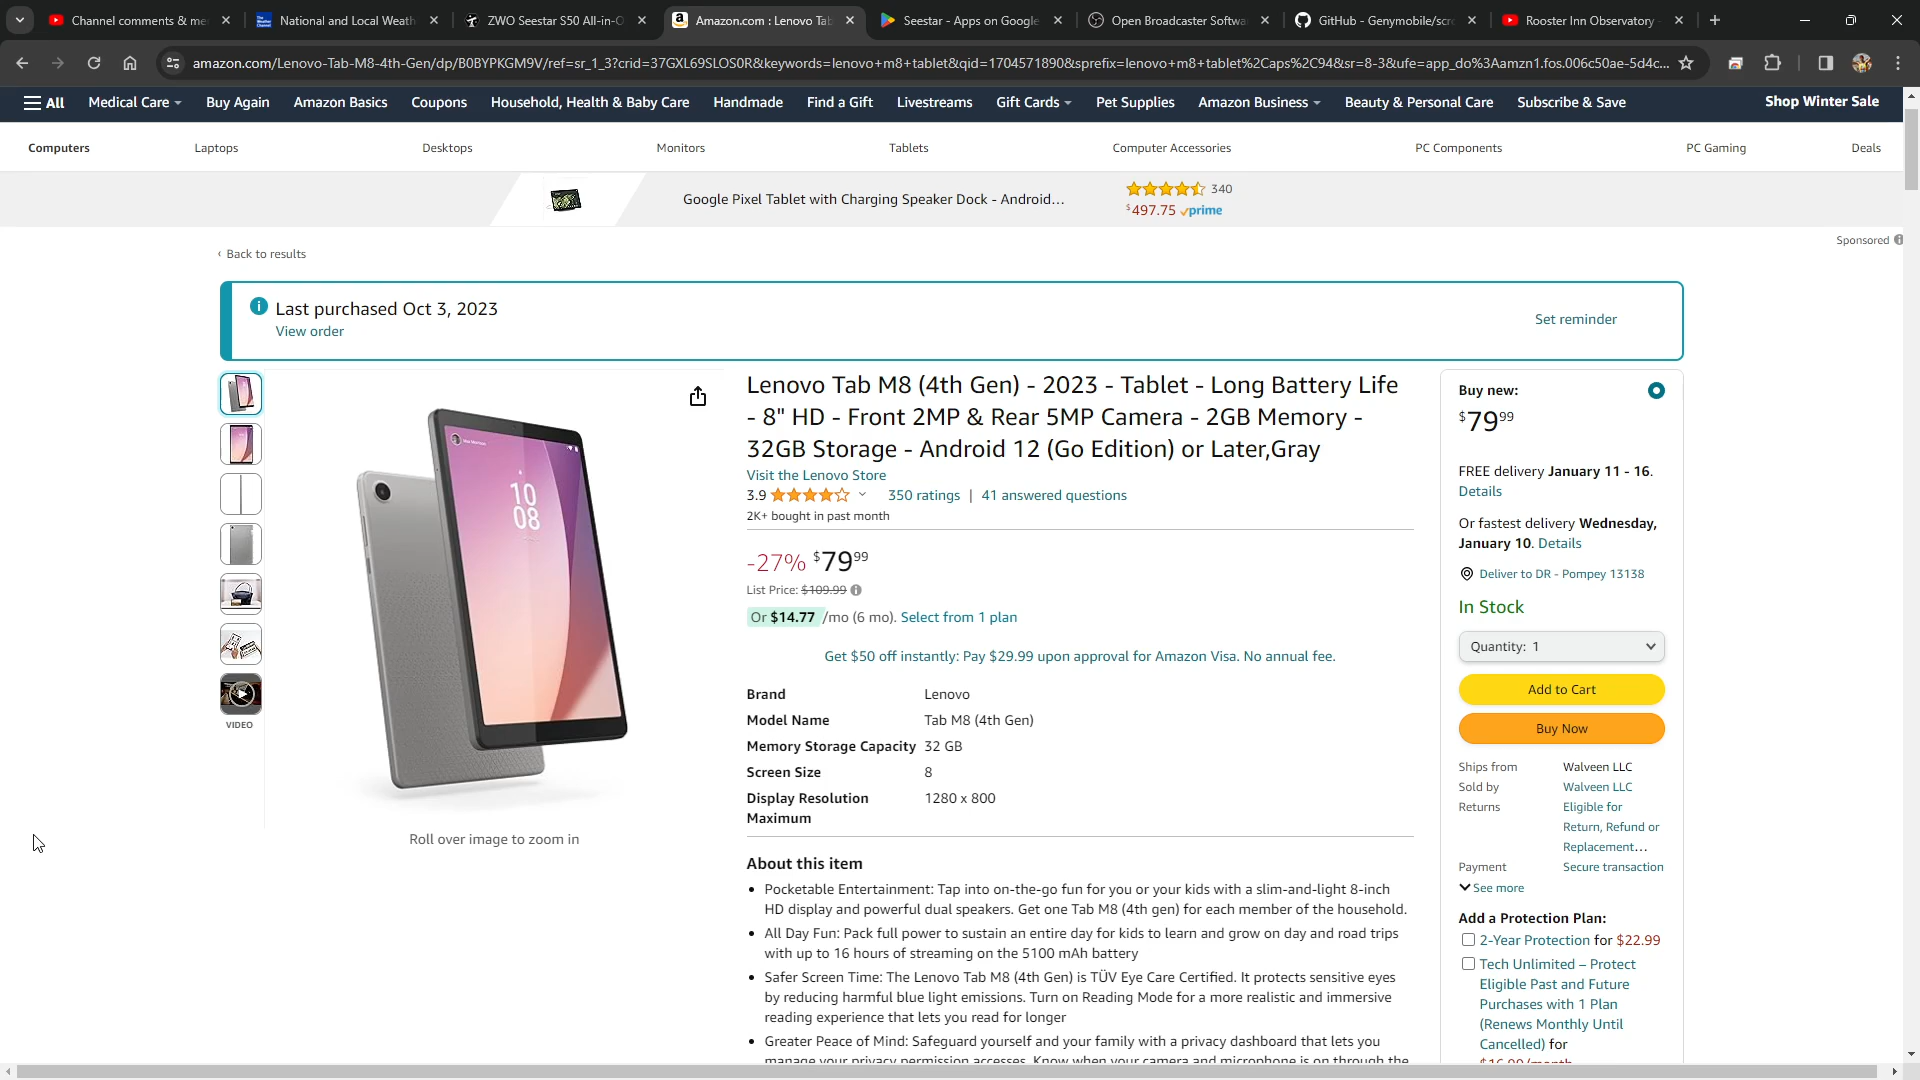 Channel comments & me
National and Local Weath
ZWO Seestar S50 All-in-O
Amazon.com : Lenovo Tab
Seestar - Apps on Google
Open Broadcaster Softwa
GitHub - Genymobile/scr
Rooster Inn Observatory -
amazon.com/Lenovo-Tab-M8-4th-Gen/dp/B0BYPKGM9V/ref=sr_1_3?crid=37GXL69SLOS0R&keywords=lenovo+m8+tablet&qid=1704571890&sprefix=lenovo+m8+tablet%2Caps%2C94&sr=8-3&ufe=app_do%3Aamzn1.fos.006c50ae-5d4c...
All Medical Care Buy Again Amazon Basics Coupons Household, Health & Baby Care Handmade Find a Gift Livestreams Gift Cards Pet Supplies Amazon Business Beauty & Personal Care Subscribe & Save Shop Winter Sale
Computers Laptops Desktops Monitors Tablets Computer Accessories PC Components PC Gaming Deals
Google Pixel Tablet with Charging Speaker Dock - Android...
340
$497.75 prime
Sponsored
‹ Back to results
Last purchased Oct 3, 2023
View order
Set reminder
VIDEO
10
08
Roll over image to zoom in
Lenovo Tab M8 (4th Gen) - 2023 - Tablet - Long Battery Life
- 8" HD - Front 2MP & Rear 5MP Camera - 2GB Memory -
32GB Storage - Android 12 (Go Edition) or Later,Gray
Visit the Lenovo Store
3.9 350 ratings | 41 answered questions
2K+ bought in past month
-27% $79 99
List Price: $109.99
Or $14.77 /mo (6 mo). Select from 1 plan
Get $50 off instantly: Pay $29.99 upon approval for Amazon Visa. No annual fee.
Brand Lenovo
Model Name Tab M8 (4th Gen)
Memory Storage Capacity 32 GB
Screen Size 8
Display Resolution 1280 x 800
Maximum
About this item
• Pocketable Entertainment: Tap into on-the-go fun for you or your kids with a slim-and-light 8-inch
HD display and powerful dual speakers. Get one Tab M8 (4th gen) for each member of the household.
• All Day Fun: Pack full power to sustain an entire day for kids to learn and grow on day and road trips
with up to 16 hours of streaming on the 5100 mAh battery
• Safer Screen Time: The Lenovo Tab M8 (4th Gen) is TÜV Eye Care Certified. It protects sensitive eyes
by reducing harmful blue light emissions. Turn on Reading Mode for a more realistic and immersive
reading experience that lets you read for longer
• Greater Peace of Mind: Safeguard yourself and your family with a privacy dashboard that lets you
manage your privacy permission accesses. Know when your camera and microphone is on through the
Buy new:
$79 99
FREE delivery January 11 - 16.
Details
Or fastest delivery Wednesday,
January 10. Details
Deliver to DR - Pompey 13138
In Stock
Quantity: 1
Add to Cart
Buy Now
Ships from Walveen LLC
Sold by Walveen LLC
Returns Eligible for
Return, Refund or
Replacement...
Payment Secure transaction
See more
Add a Protection Plan:
2-Year Protection for $22.99
Tech Unlimited – Protect
Eligible Past and Future
Purchases with 1 Plan
(Renews Monthly Until
Cancelled) for
$16.99/month